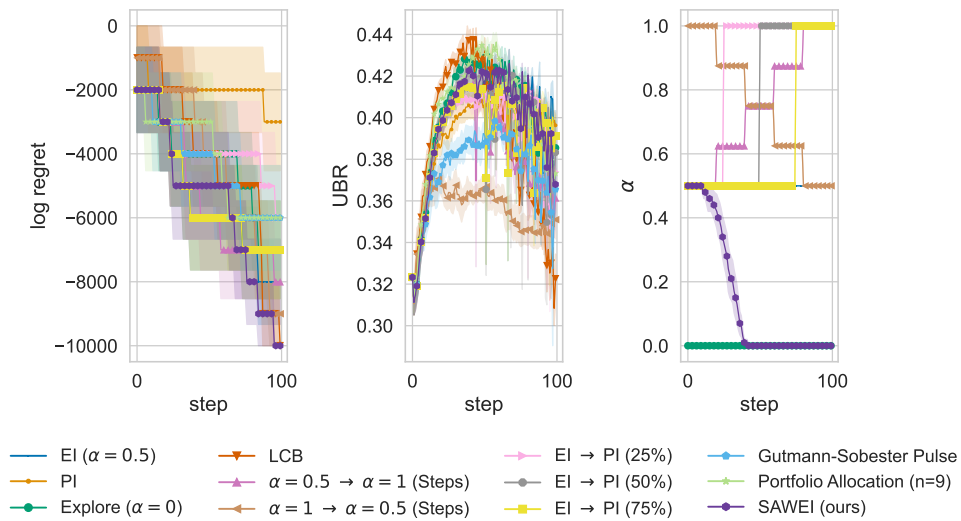 0
−2000
−4000
−6000
−8000
−10000
log regret
0
100
step
0.44
0.42
0.40
0.38
0.36
0.34
0.32
0.30
UBR
0
100
step
1.0
0.8
0.6
0.4
0.2
0.0
α
0
100
step
EI (α = 0.5)
PI
Explore (α = 0)
LCB
α = 0.5 → α = 1 (Steps)
α = 1 → α = 0.5 (Steps)
EI → PI (25%)
EI → PI (50%)
EI → PI (75%)
Gutmann-Sobester Pulse
Portfolio Allocation (n=9)
SAWEI (ours)